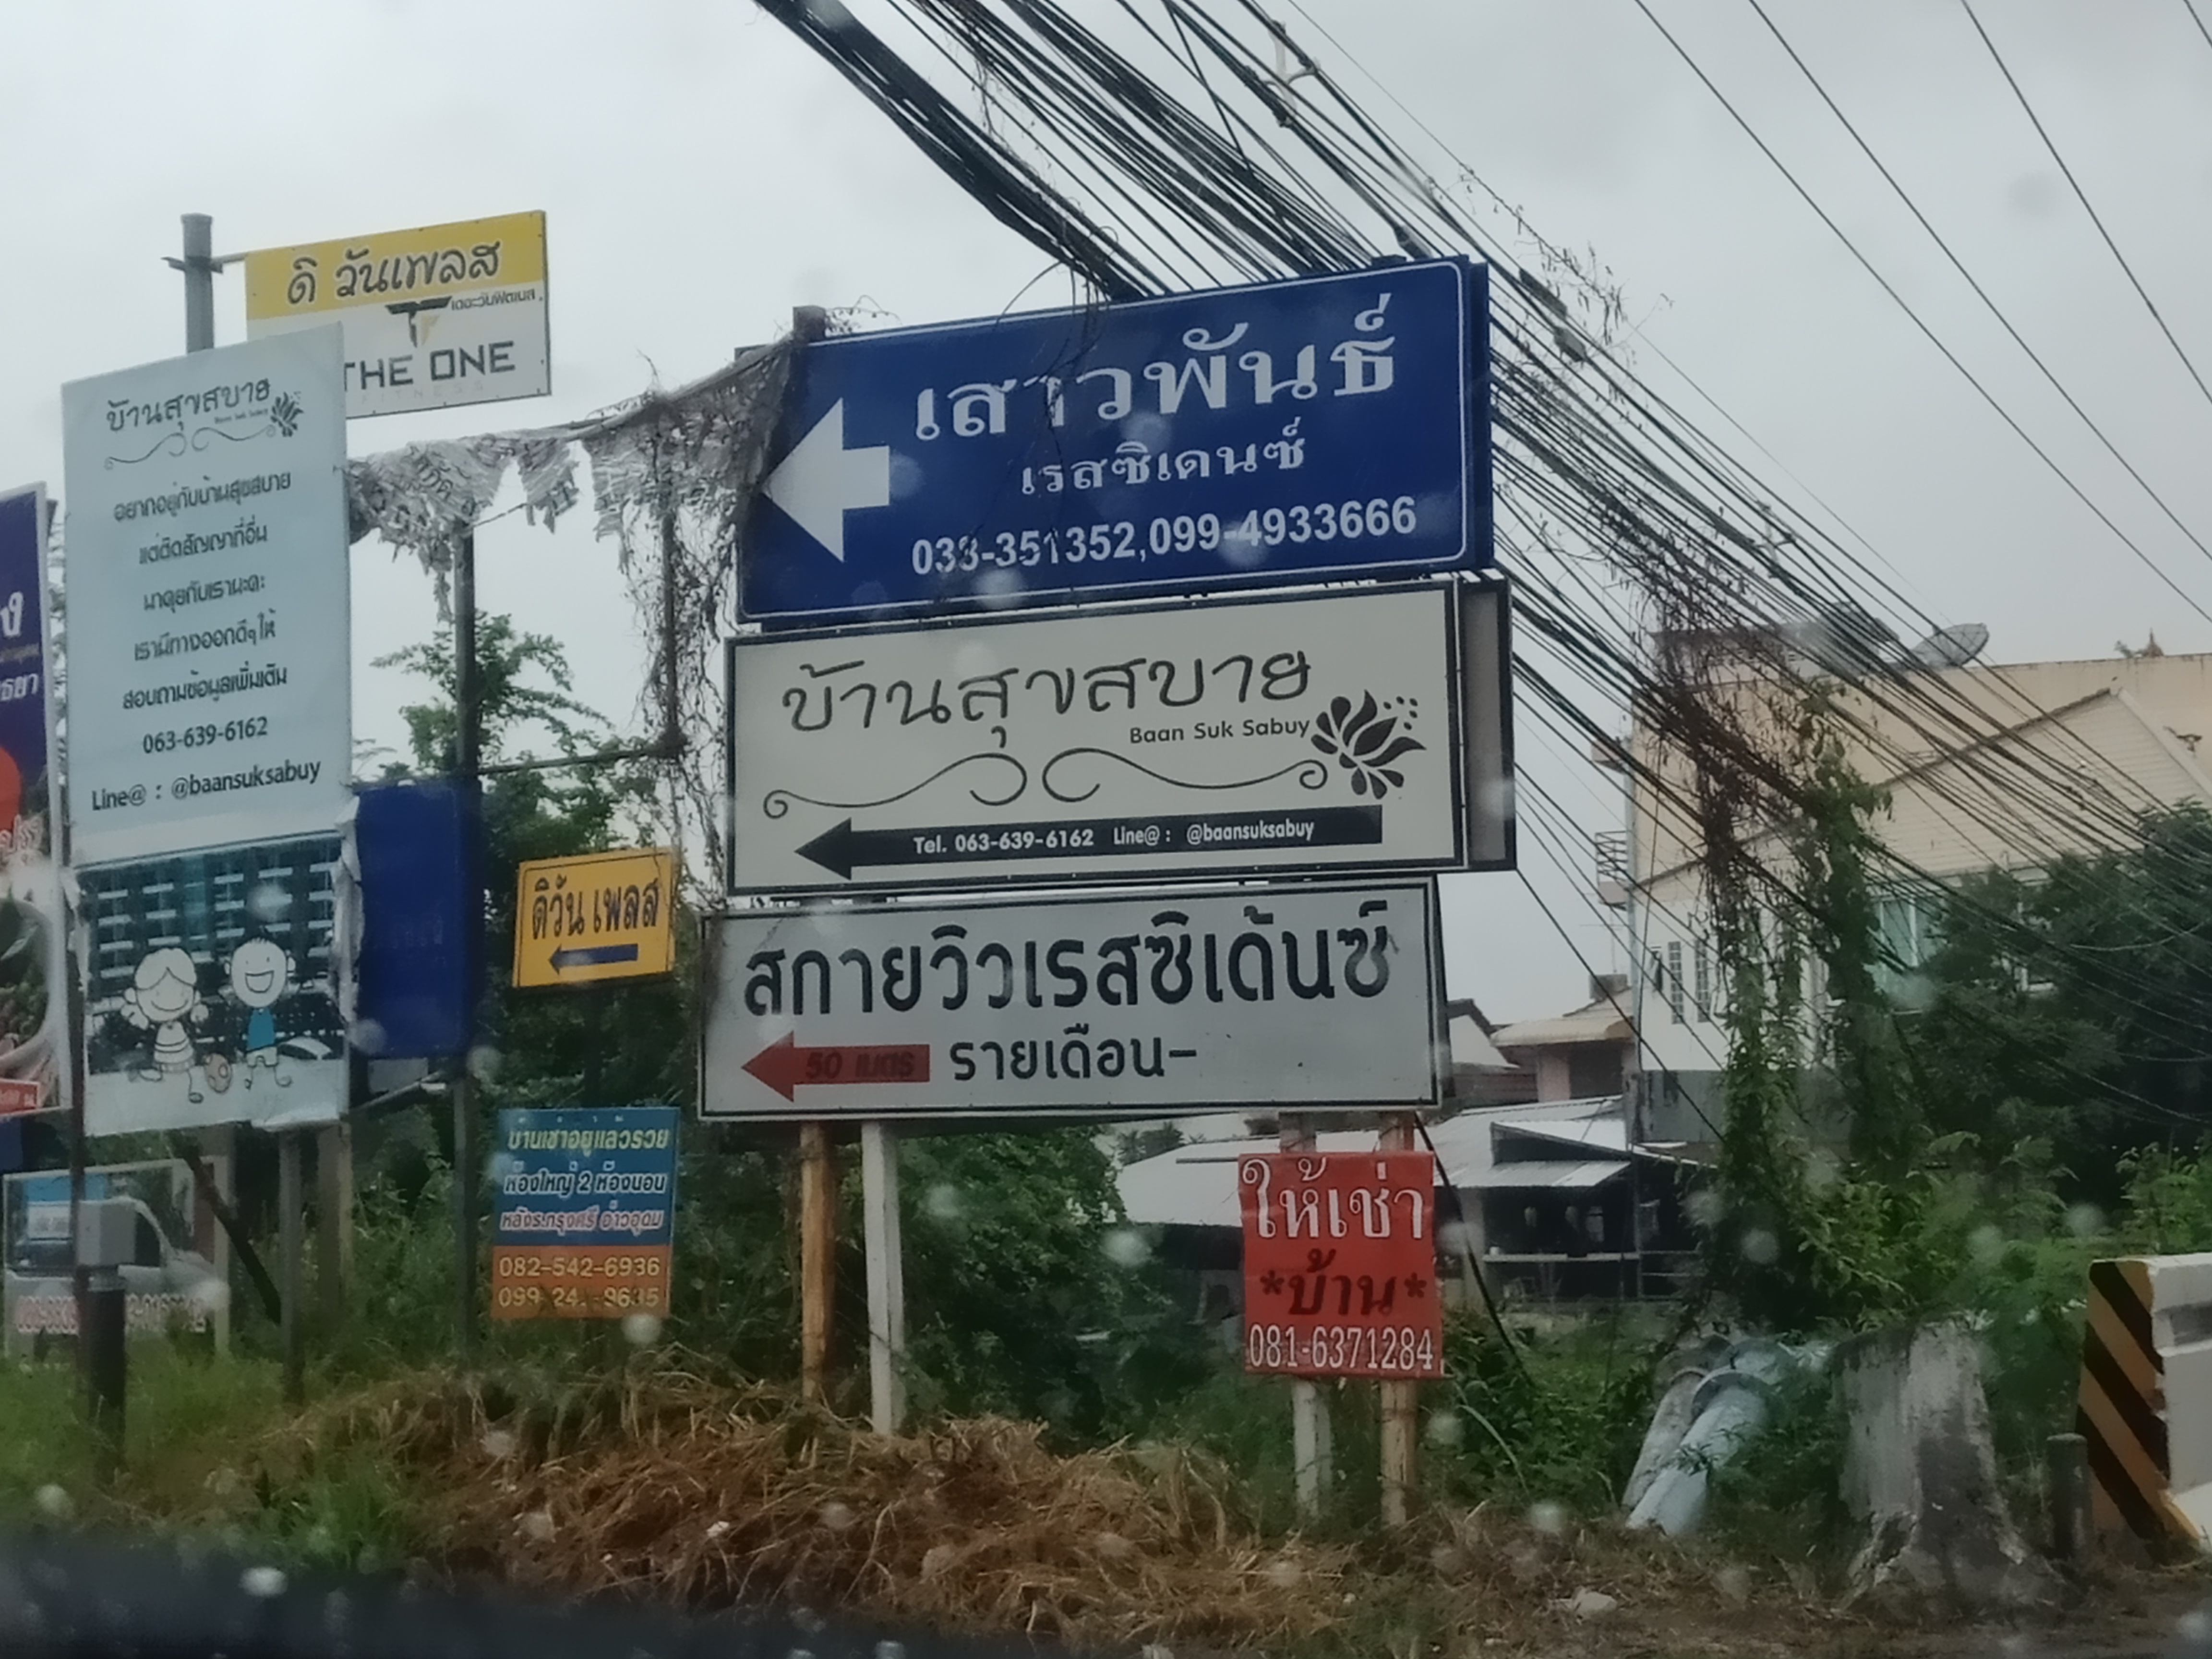 ดิ วันเพลส
เดอะวันฟิตเนส
THE ONE
FITNESS
บ้านสุขสบาย
Baan Suk Sabuy
อยากอยู่กับบ้านสุขสบาย
แต่ติดสัญญาที่อื่น
มาคุยกับเรานะคะ
เรามีทางออกดีๆให้
สอบถามข้อมูลเพิ่มเติม
063-639-6162
Line@ : @baansuksabuy
เสาวพันธ์
เรสซิเดนซ์
038-351352,099-4933666
บ้านสุขสบาย
Baan Suk Sabuy
Tel. 063-639-6162 Line@ : @baansuksabuy
ดิวัน เพลส
สกายวิวเรสซิเด้นซ์
50 เมตร รายเดือน-
บ้านเช่าอยู่แล้วรวย
ห้องใหญ่ 2 ห้องนอน
หลังร.กรุงศรี อ่าวอุดม
082-542-6936
ให้เช่า
*บ้าน*
081-6371284